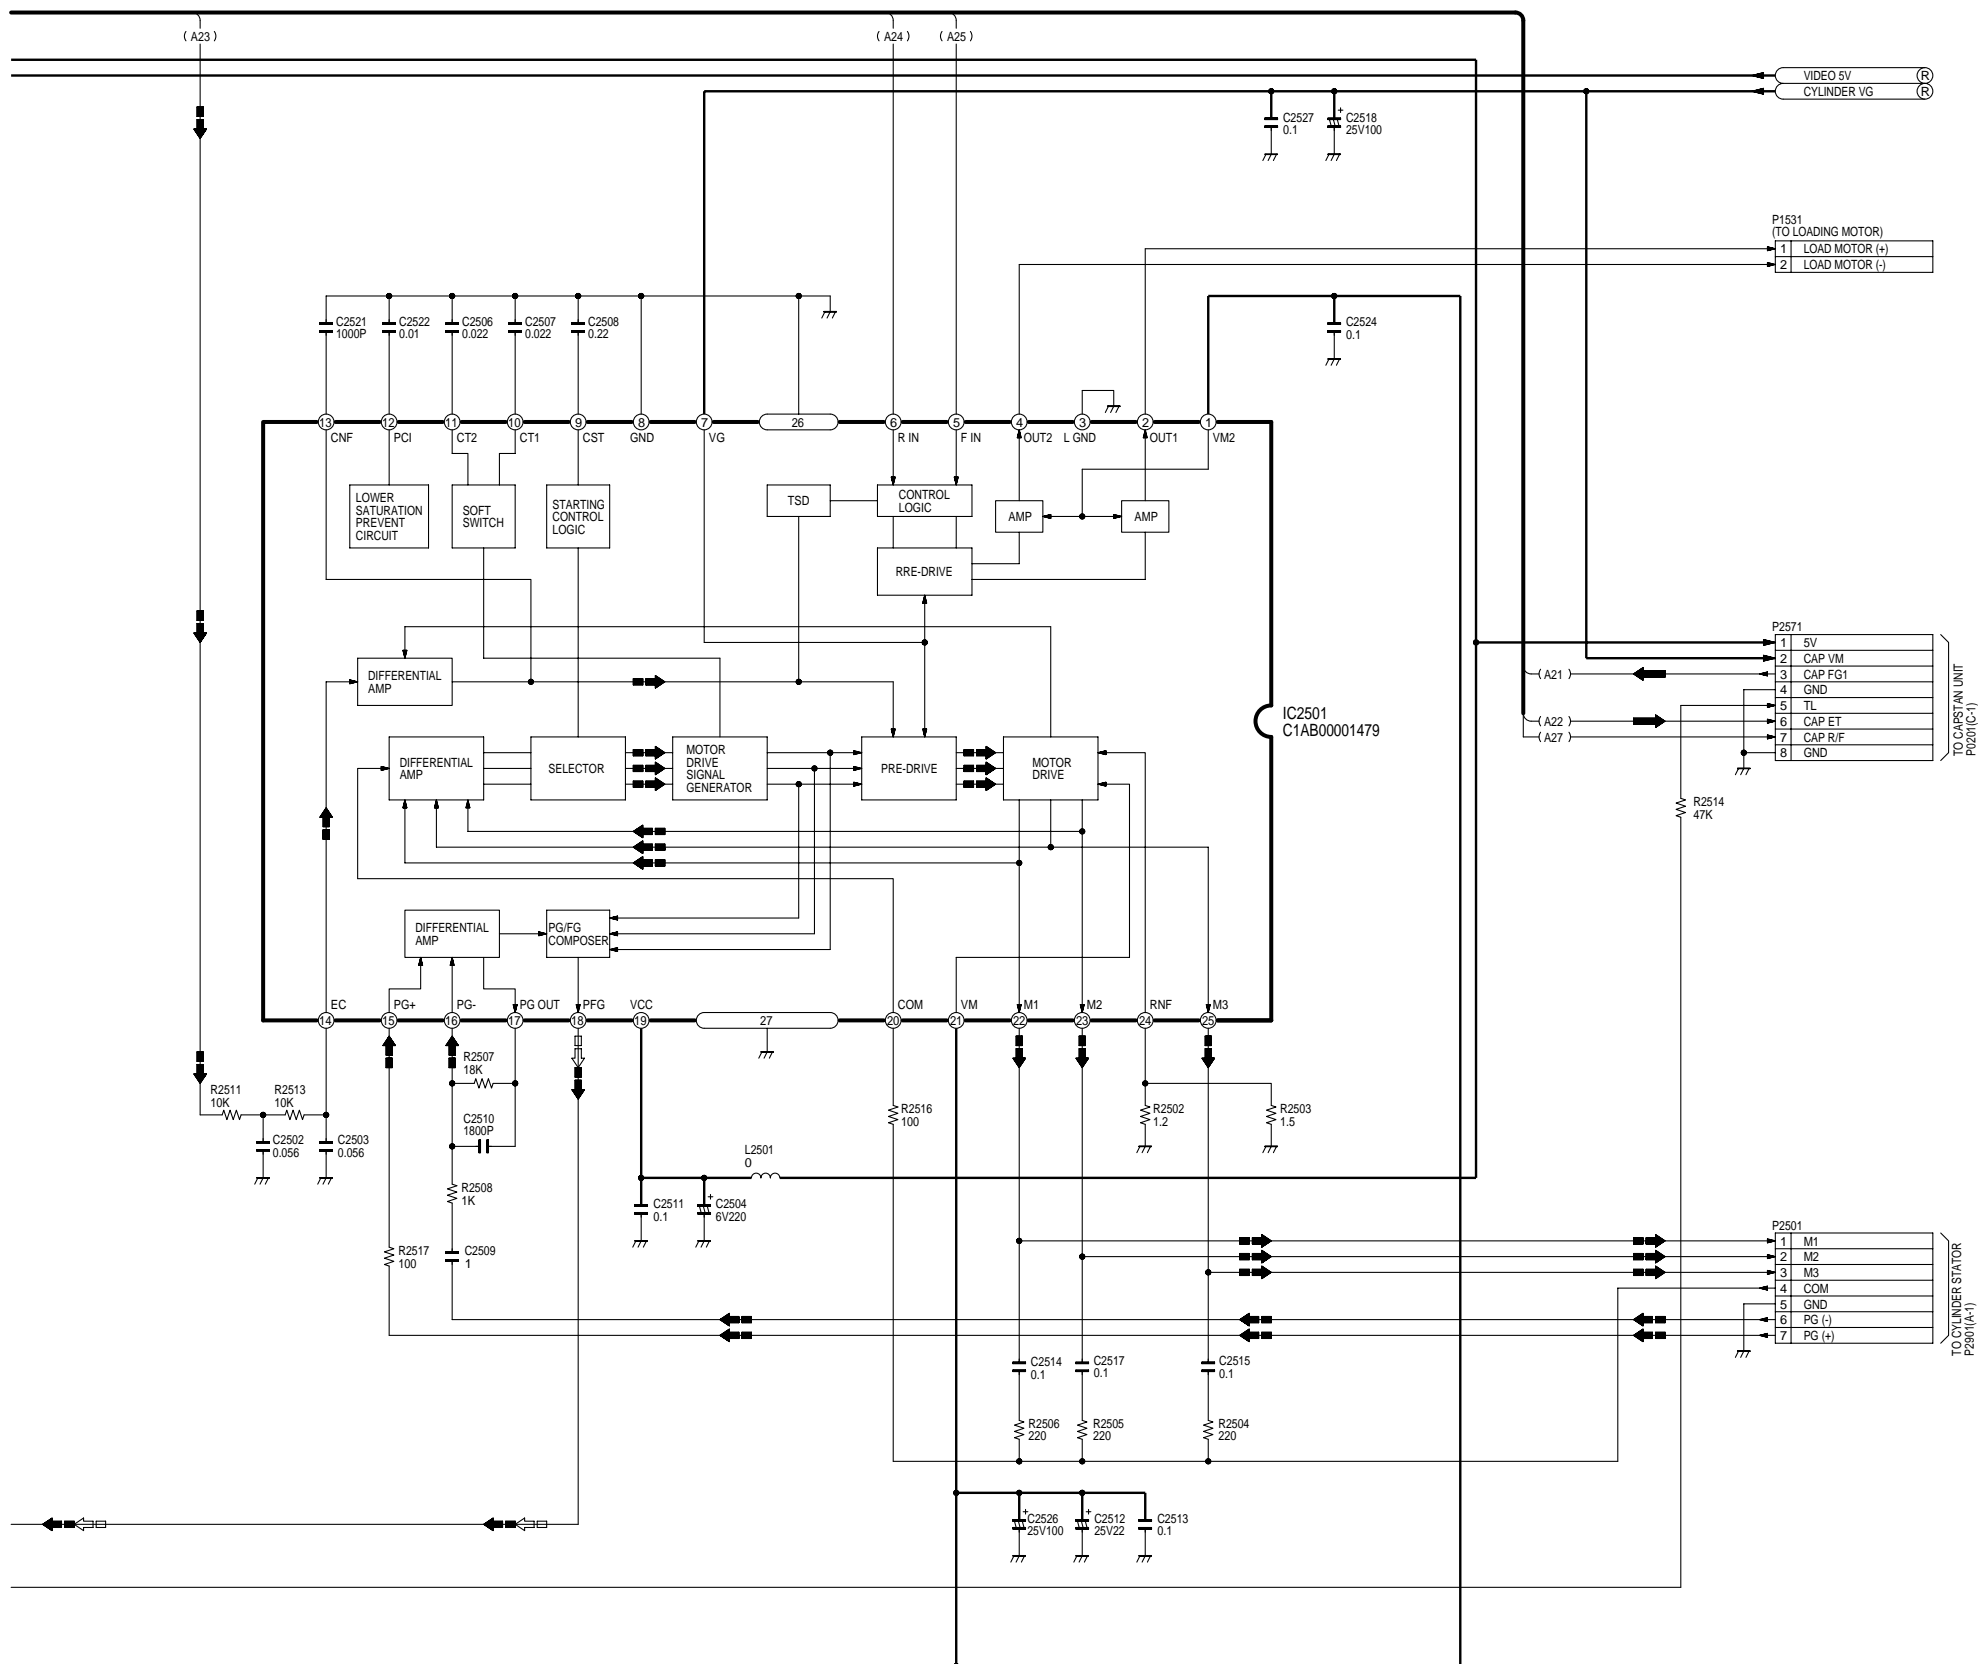 ( A23 )
( A24 )
( A25 )
VIDEO 5V
R
CYLINDER VG
R
C2527
0.1
+
C2518
25V100
P1531
(TO LOADING MOTOR)
1 LOAD MOTOR (+)
2 LOAD MOTOR (-)
C2521
1000P
C2522
0.01
C2506
0.022
C2507
0.022
C2508
0.22
C2524
0.1
13
CNF
12
PCI
11
CT2
10
CT1
9
CST
8
GND
7
VG
26
6
R IN
5
F IN
4
OUT2
3
L GND
2
OUT1
1
VM2
LOWER
SATURATION
PREVENT
CIRCUIT
SOFT
SWITCH
STARTING
CONTROL
LOGIC
TSD
CONTROL
LOGIC
AMP
AMP
RRE-DRIVE
DIFFERENTIAL
AMP
IC2501
C1AB00001479
DIFFERENTIAL
AMP
SELECTOR
MOTOR
DRIVE
SIGNAL
GENERATOR
PRE-DRIVE
MOTOR
DRIVE
P2571
1 5V
2 CAP VM
3 CAP FG1
4 GND
5 TL
6 CAP ET
7 CAP R/F
8 GND
( A21 )
( A22 )
( A27 )
TO CAPSTAN UNIT
P0201(C-1)
R2514
47K
DIFFERENTIAL
AMP
PG/FG
COMPOSER
EC
14
PG+
15
PG-
16
PG OUT
17
PFG
18
VCC
19
27
COM
20
VM
21
M1
22
M2
23
RNF
24
M3
25
R2511
10K
R2513
10K
C2502
0.056
C2503
0.056
R2507
18K
C2510
1800P
R2508
1K
R2517
100
C2509
1
R2516
100
L2501
0
C2511
0.1
+
C2504
6V220
R2502
1.2
R2503
1.5
P2501
1 M1
2 M2
3 M3
4 COM
5 GND
6 PG (-)
7 PG (+)
TO CYLINDER STATOR
P2901(A-1)
C2514
0.1
C2517
0.1
C2515
0.1
R2506
220
R2505
220
R2504
220
+
C2526
25V100
+
C2512
25V22
C2513
0.1